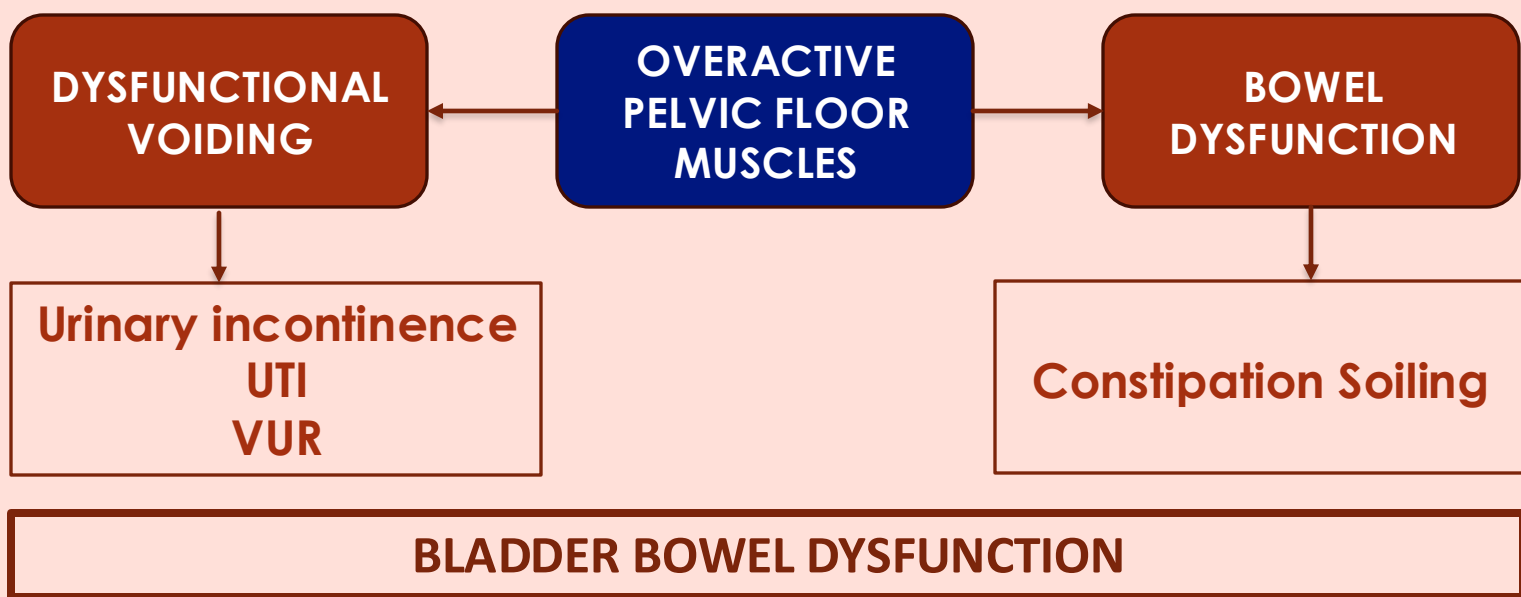 DYSFUNCTIONAL
VOIDING
OVERACTIVE
PELVIC FLOOR
MUSCLES
BOWEL
DYSFUNCTION
Urinary incontinence
UTI
VUR
Constipation Soiling
BLADDER BOWEL DYSFUNCTION